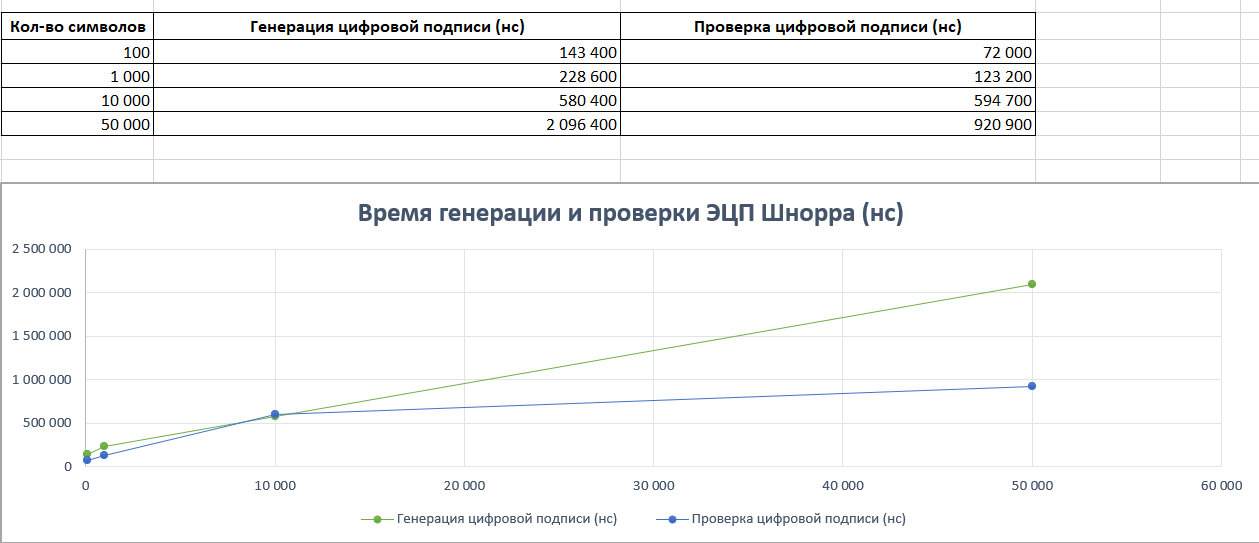 Кол-во символов Генерация цифровой подписи (нс) Проверка цифровой подписи (нс)
100 143 400 72 000
1 000 228 600 123 200
10 000 580 400 594 700
50 000 2 096 400 920 900
Время генерации и проверки ЭЦП Шнорра (нс)
2 500 000
2 000 000
1 500 000
1 000 000
500 000
0
0 10 000 20 000 30 000 40 000 50 000 60 000
Генерация цифровой подписи (нс) Проверка цифровой подписи (нс)